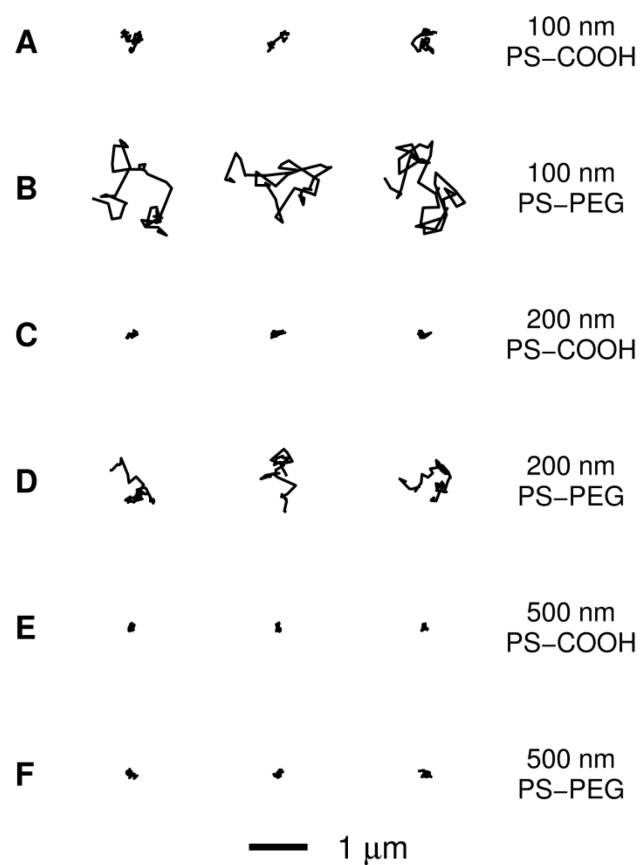 A
100 nm
PS−COOH
B
100 nm
PS−PEG
C
200 nm
PS−COOH
D
200 nm
PS−PEG
E
500 nm
PS−COOH
F
500 nm
PS−PEG
1 μm